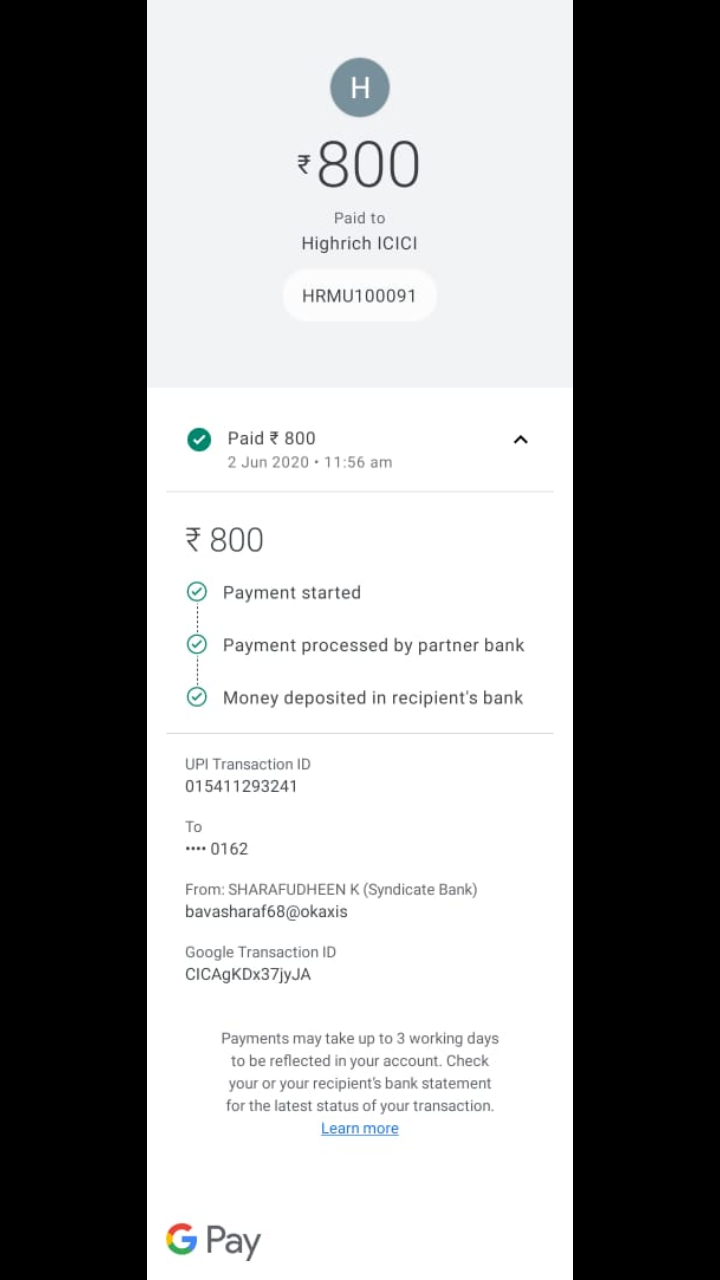 H
₹800
Paid to
Highrich ICICI
HRMU100091
Paid ₹ 800
2 Jun 2020 • 11:56 am
₹ 800
Payment started
Payment processed by partner bank
Money deposited in recipient's bank
UPI Transaction ID
015411293241
To
•••• 0162
From: SHARAFUDHEEN K (Syndicate Bank)
bavasharaf68@okaxis
Google Transaction ID
CICAgKDx37jyJA
Payments may take up to 3 working days
to be reflected in your account. Check
your or your recipient's bank statement
for the latest status of your transaction.
Learn more
G Pay